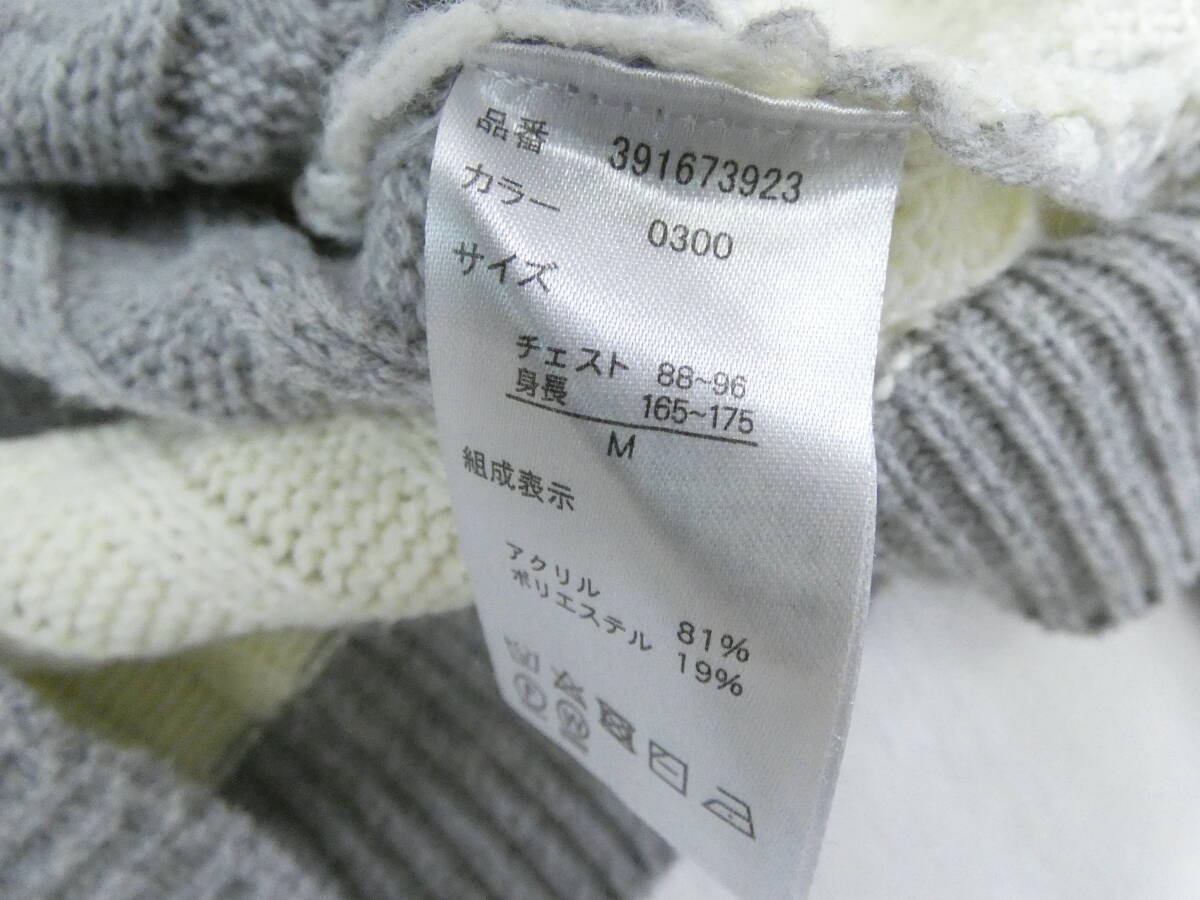 品番 391673923
カラー 0300
サイズ
チェスト 88~96
身長 165~175
M
組成表示
アクリル 81%
ポリエステル 19%